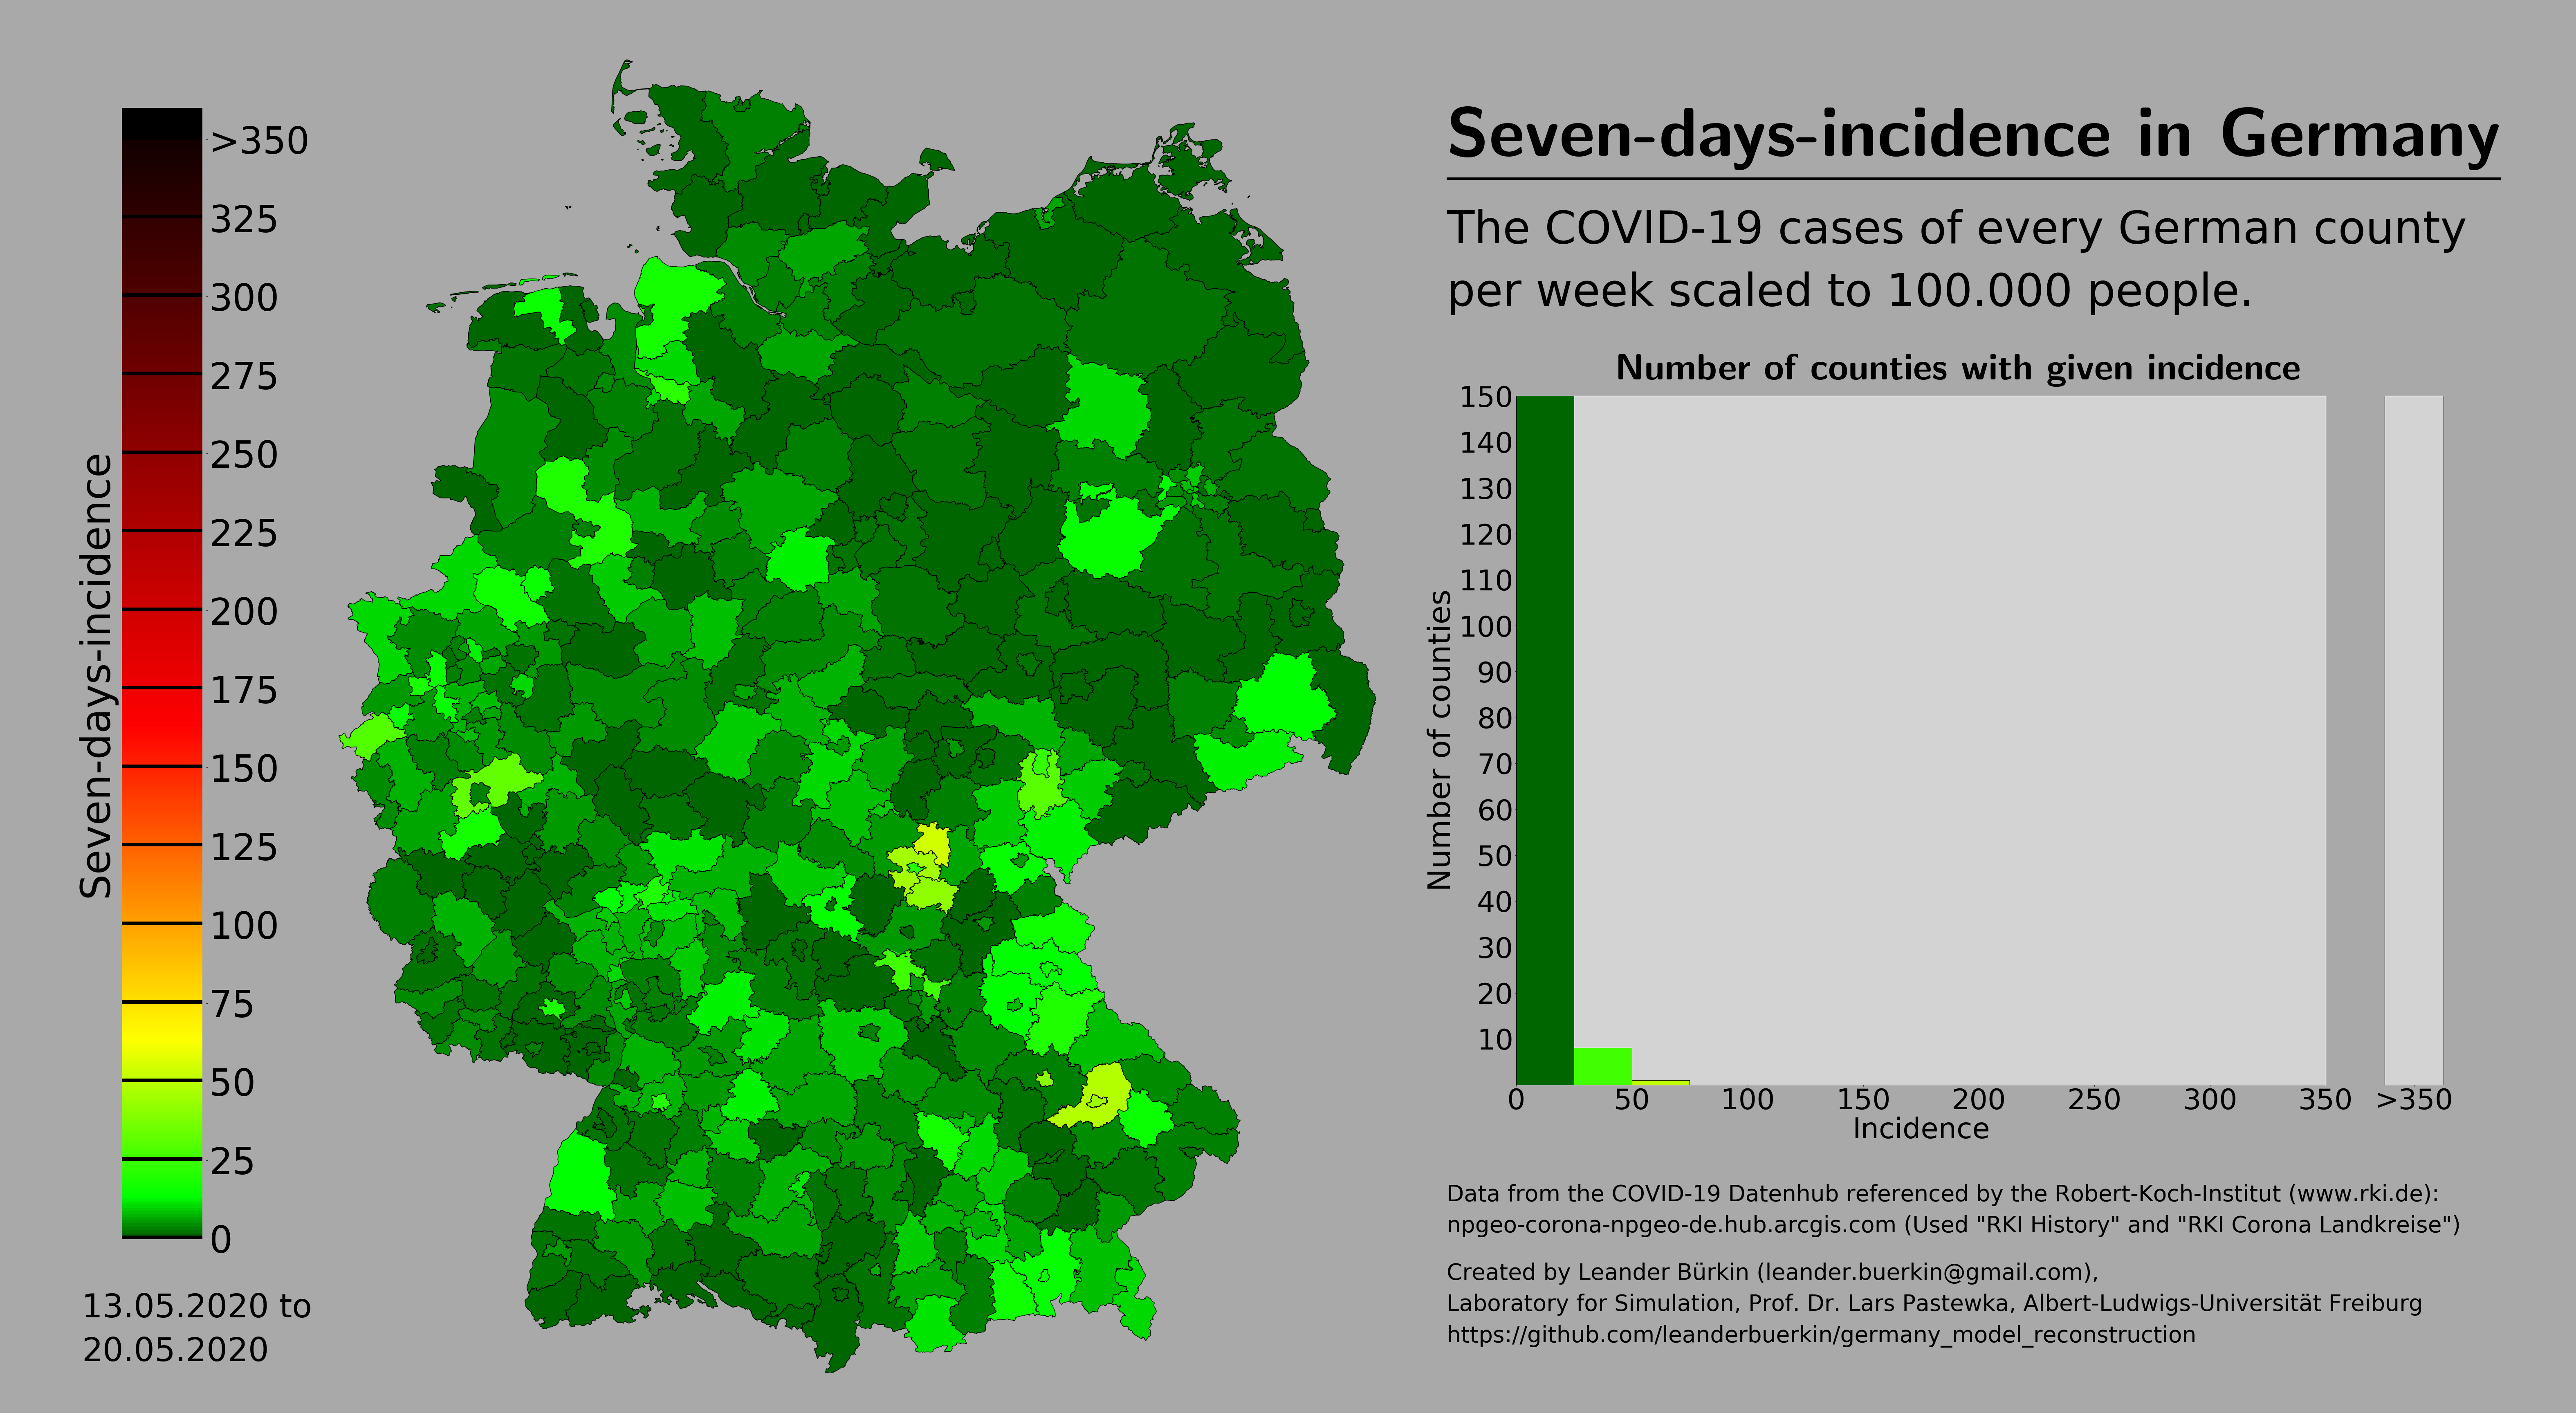 Seven-days-incidence in Germany
The COVID-19 cases of every German county
per week scaled to 100.000 people.
Seven-days-incidence
>350
325
300
275
250
225
200
175
150
125
100
75
50
25
0
13.05.2020 to
20.05.2020
Number of counties with given incidence
Number of counties
150
140
130
120
110
100
90
80
70
60
50
40
30
20
10
0 50 100 150 200 250 300 350 >350
Incidence
Data from the COVID-19 Datenhub referenced by the Robert-Koch-Institut (www.rki.de):
npgeo-corona-npgeo-de.hub.arcgis.com (Used "RKI History" and "RKI Corona Landkreise")
Created by Leander Bürkin (leander.buerkin@gmail.com),
Laboratory for Simulation, Prof. Dr. Lars Pastewka, Albert-Ludwigs-Universität Freiburg
https://github.com/leanderbuerkin/germany_model_reconstruction